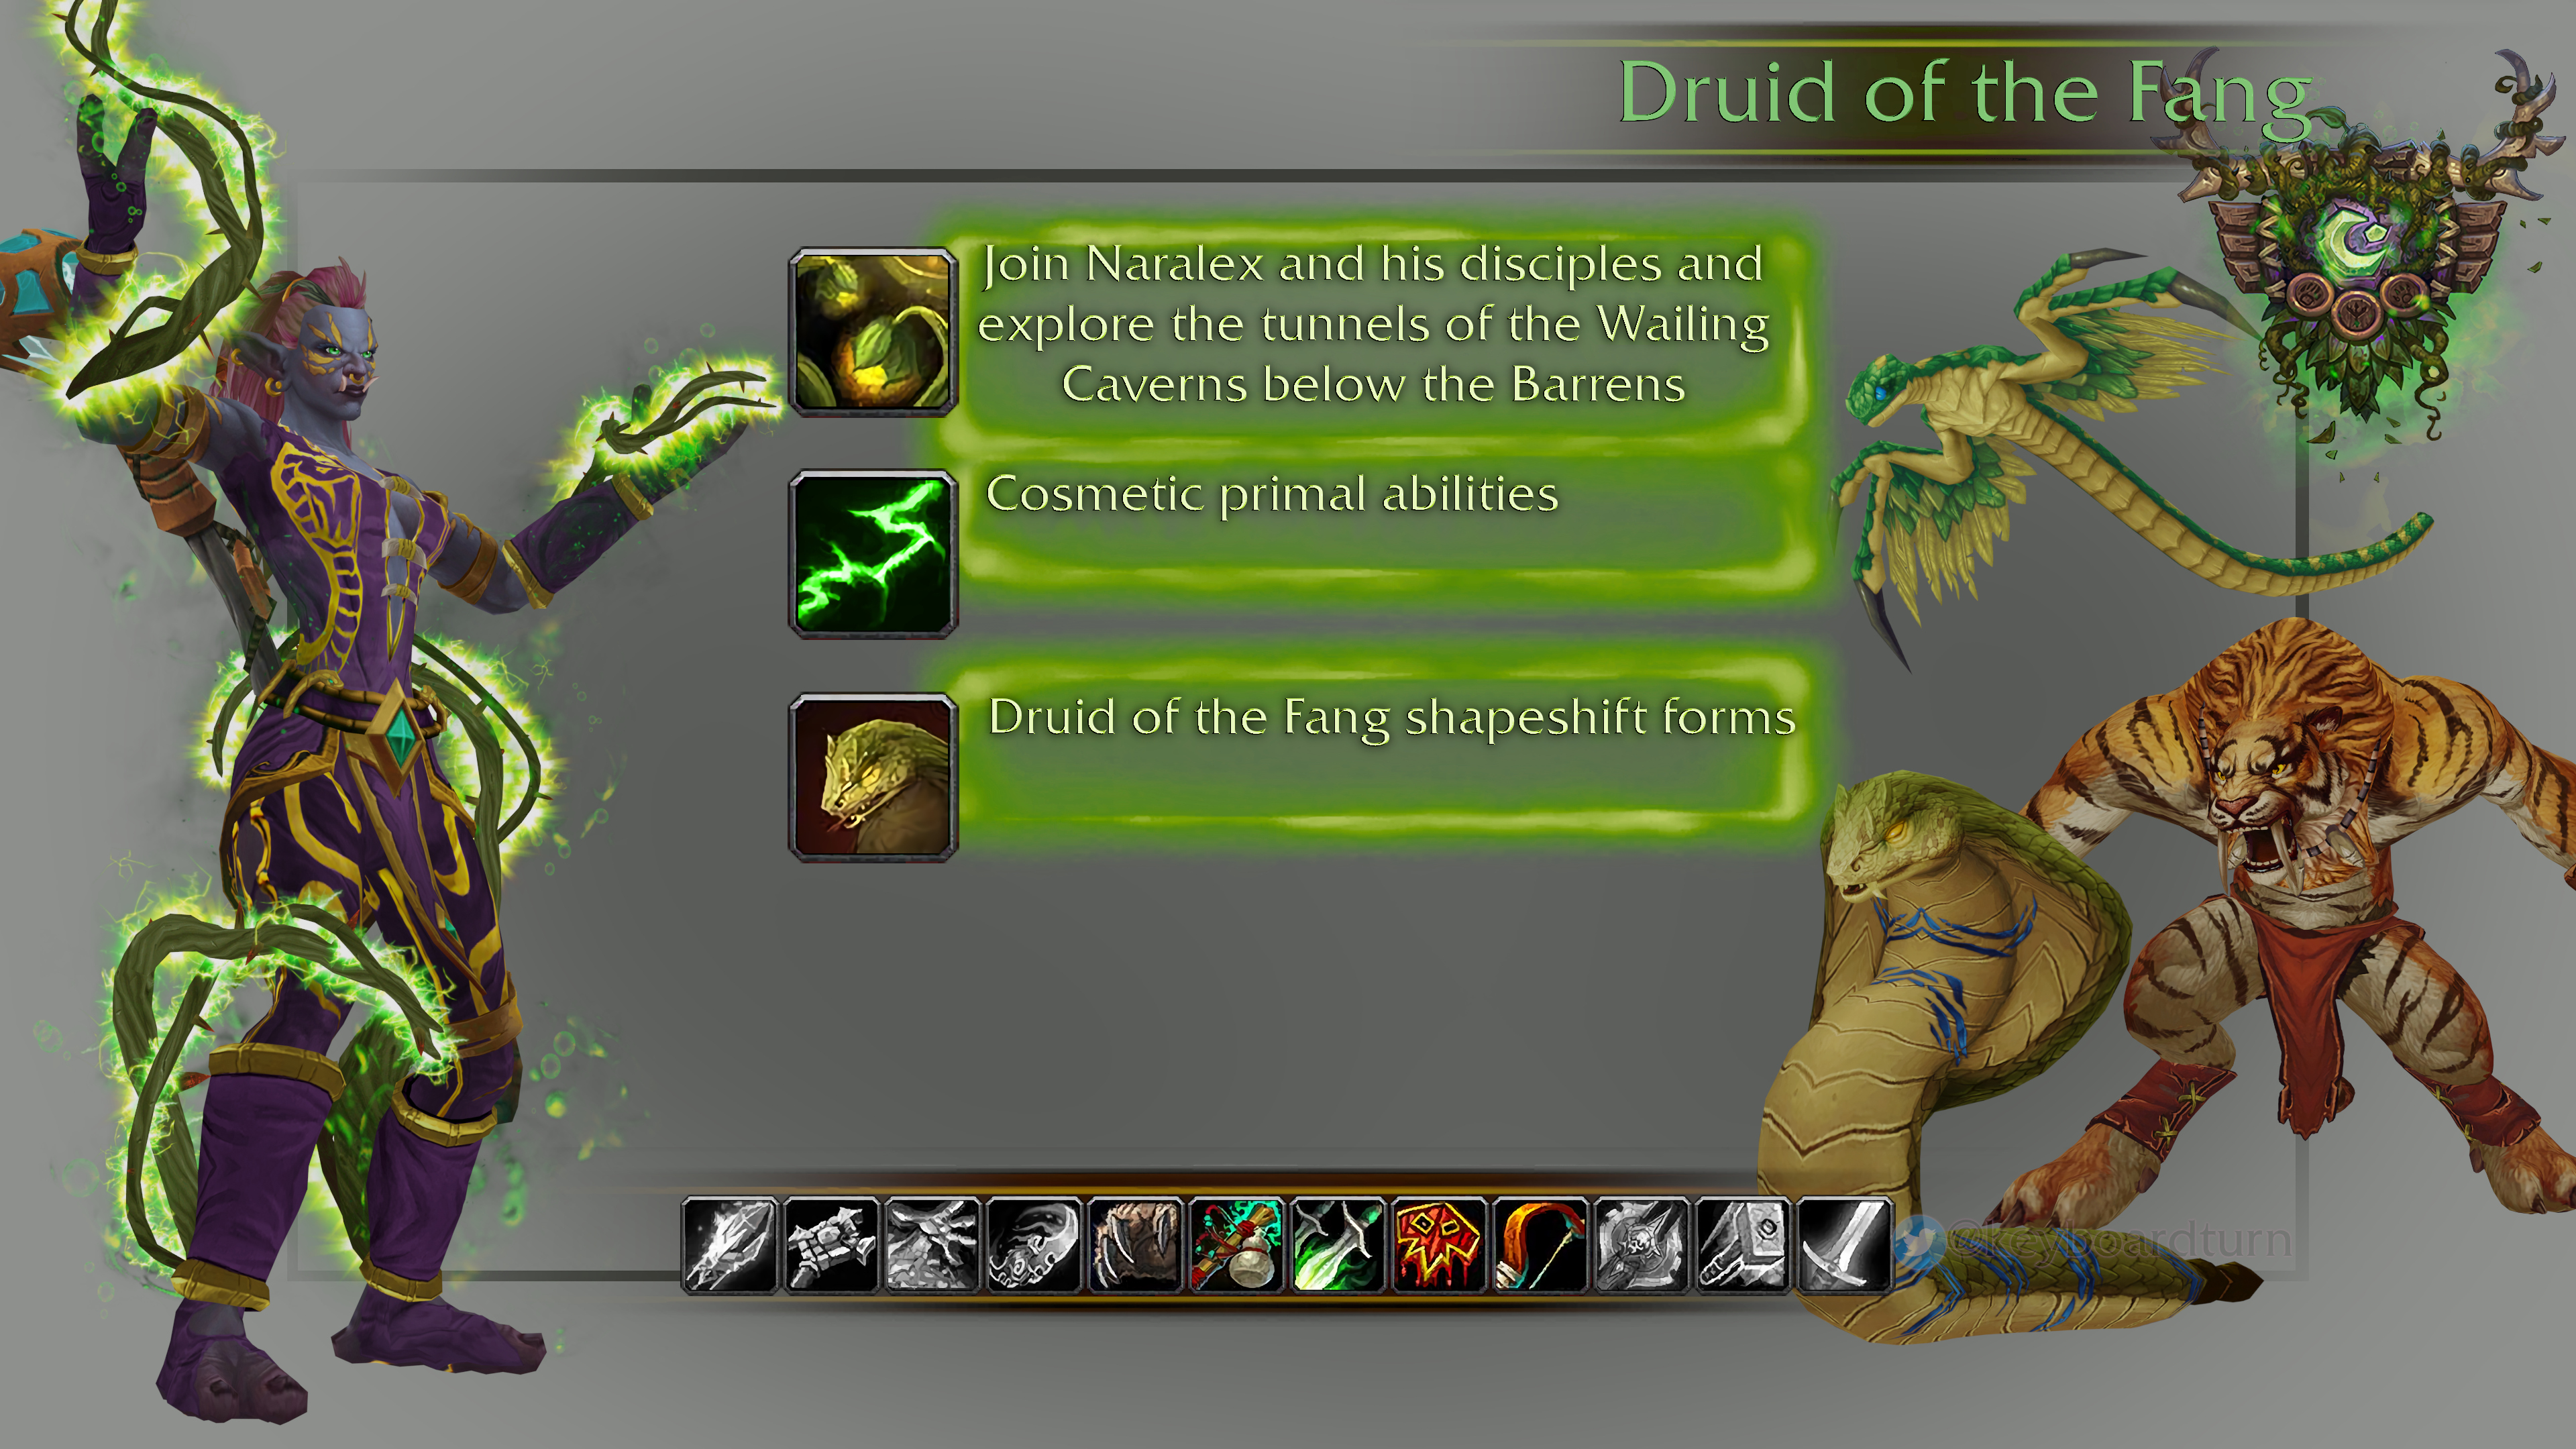 Druid of the Fang
Join Naralex and his disciples and
explore the tunnels of the Wailing
Caverns below the Barrens
Cosmetic primal abilities
Druid of the Fang shapeshift forms
@keyboardturn